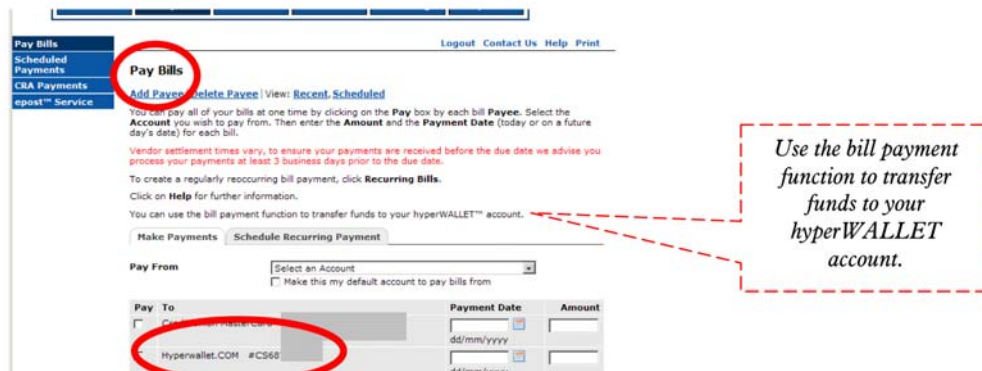 Logout Contact Us Help Print
Pay Bills
Scheduled
Payments
CRA Payments
epost™ Service
Pay Bills
Add Payee Delete Payee | View: Recent, Scheduled
You can pay all of your bills at one time by clicking on the Pay box by each bill Payee. Select the
Account you wish to pay from. Then enter the Amount and the Payment Date (today or on a future
day's date) for each bill.
Vendor settlement times vary, to ensure your payments are received before the due date we advise you
process your payments at least 3 business days prior to the due date.
To create a regularly reoccurring bill payment, click Recurring Bills.
Click on Help for further information.
You can use the bill payment function to transfer funds to your hyperWALLET™ account.
Make Payments Schedule Recurring Payment
Pay From Select an Account
Make this my default account to pay bills from
Pay To Payment Date Amount
dd/mm/yyyy
Hyperwallet.COM #CS68
dd/mm/yyyy
Use the bill payment
function to transfer
funds to your
hyperWALLET
account.